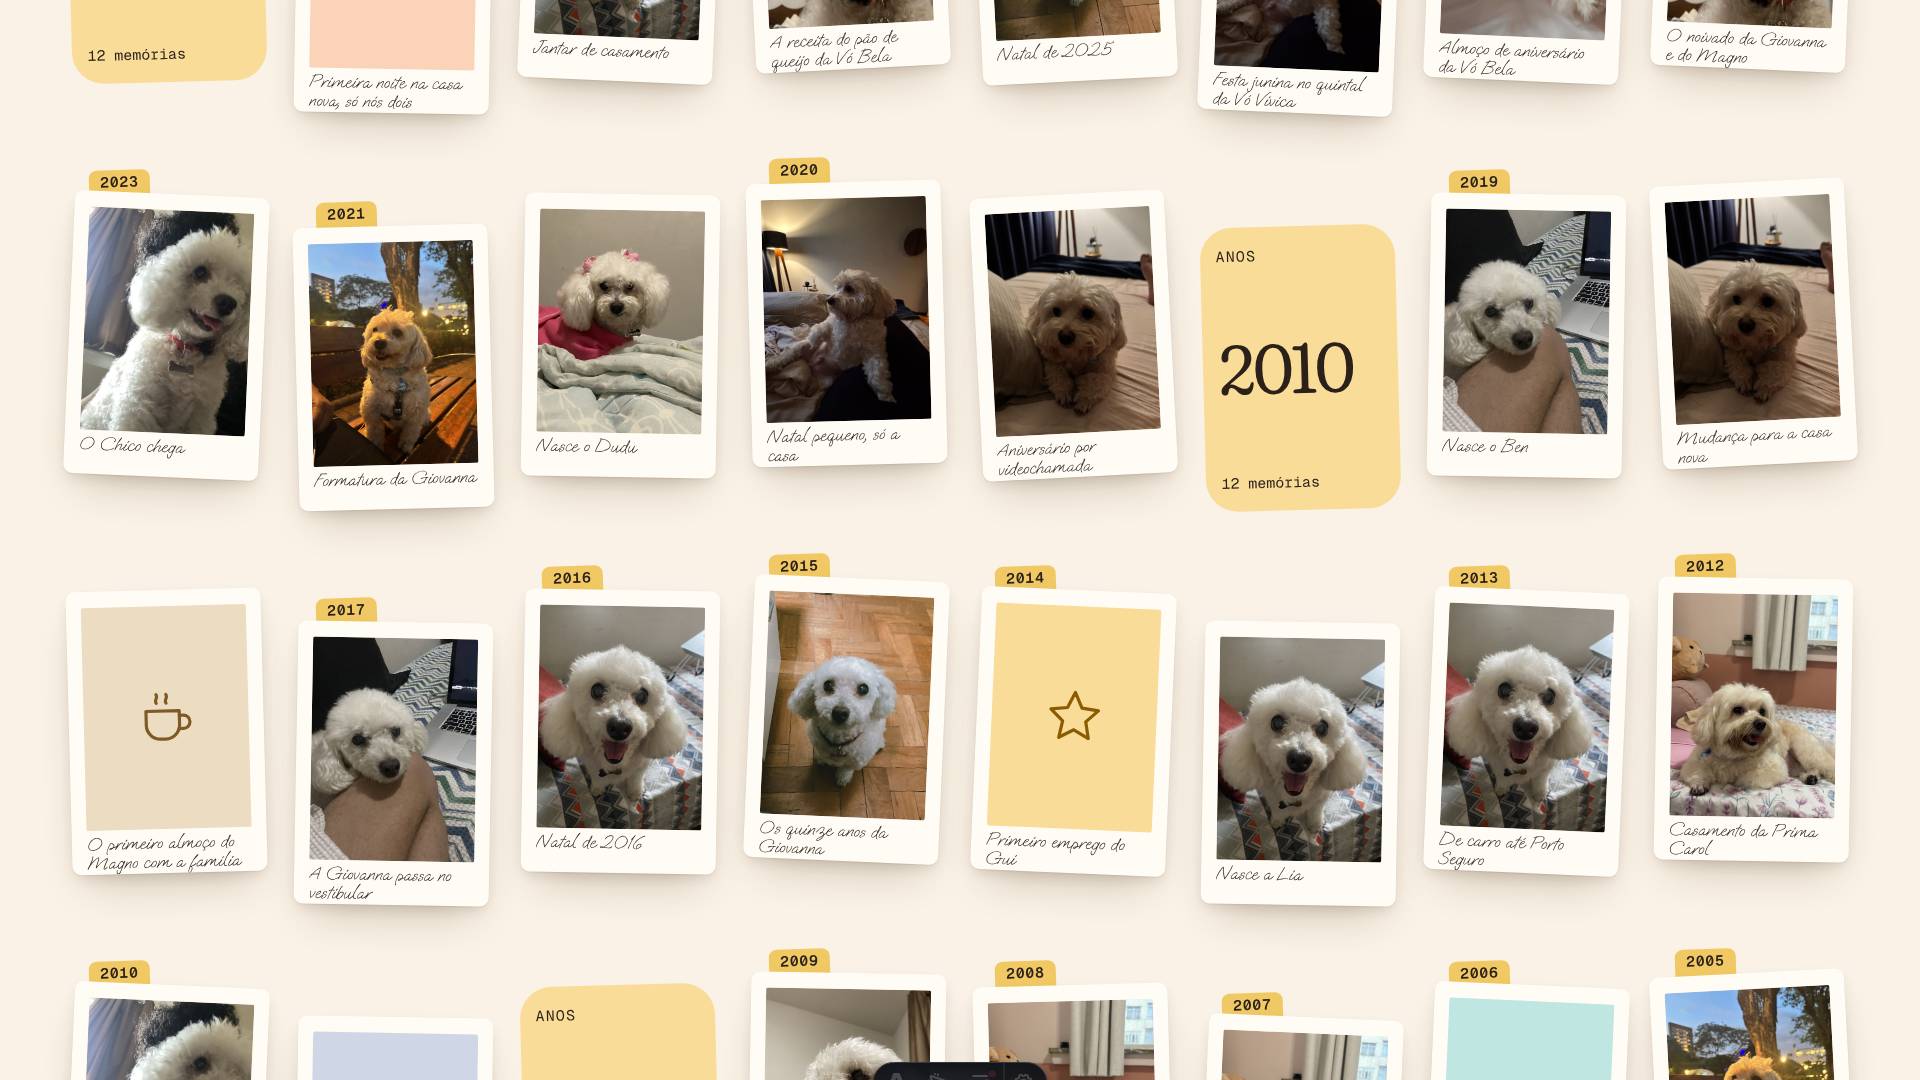 12 memórias
Primeira noite na casa
nova, só nós dois
Jantar de casamento
A receita do pão de
queijo da Vó Bela
Natal de 2025
Festa junina no quintal
da Vó Vivica
Almoço de aniversário
da Vó Bela
O noivado da Giovanna
e do Magno
2023
O Chico chega
2021
Formatura da Giovanna
Nasce o Dudu
2020
Natal pequeno, só a
casa
Aniversário por
videochamada
ANOS
2010
12 memórias
2019
Nasce o Ben
Mudança para a casa
nova
O primeiro almoço do
Magno com a família
2017
A Giovanna passa no
vestibular
2016
Natal de 2016
2015
Os quinze anos da
Giovanna
2014
Primeiro emprego do
Gui
Nasce a Lia
2013
De carro até Porto
Seguro
2012
Casamento da Prima
Carol
2010
ANOS
2009
2008
2007
2006
2005